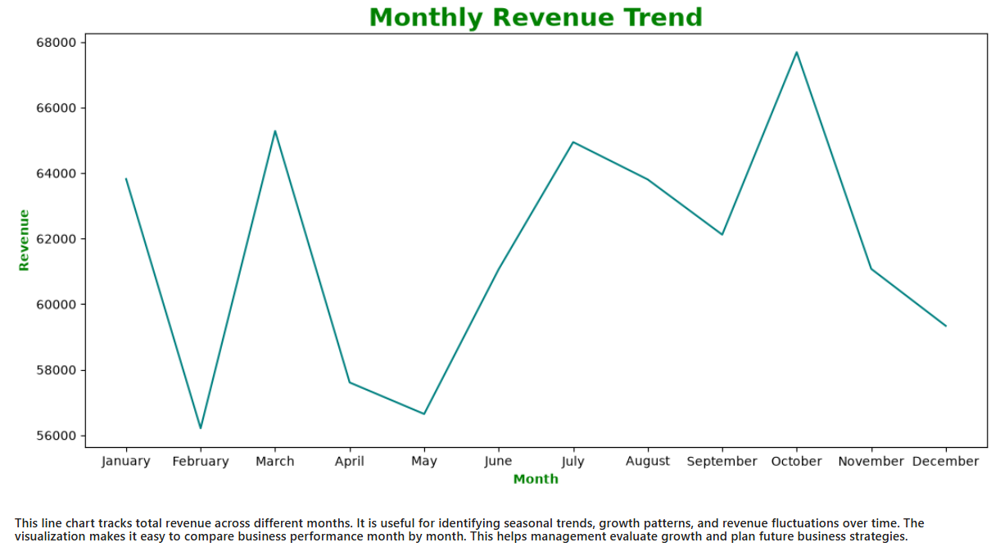 Monthly Revenue Trend
68000
66000
64000
62000
60000
58000
56000
Revenue
January February March April May June July August September October November December
Month
This line chart tracks total revenue across different months. It is useful for identifying seasonal trends, growth patterns, and revenue fluctuations over time. The
visualization makes it easy to compare business performance month by month. This helps management evaluate growth and plan future business strategies.